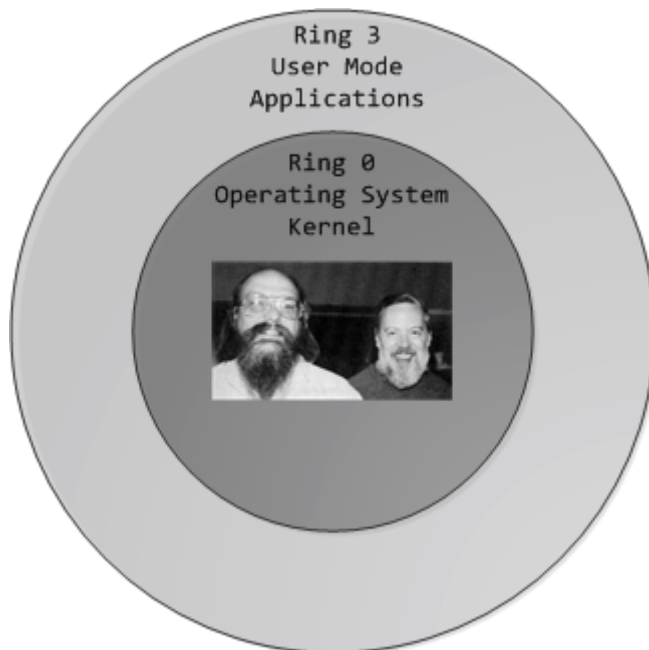 Ring 3
User Mode
Applications
Ring 0
Operating System
Kernel